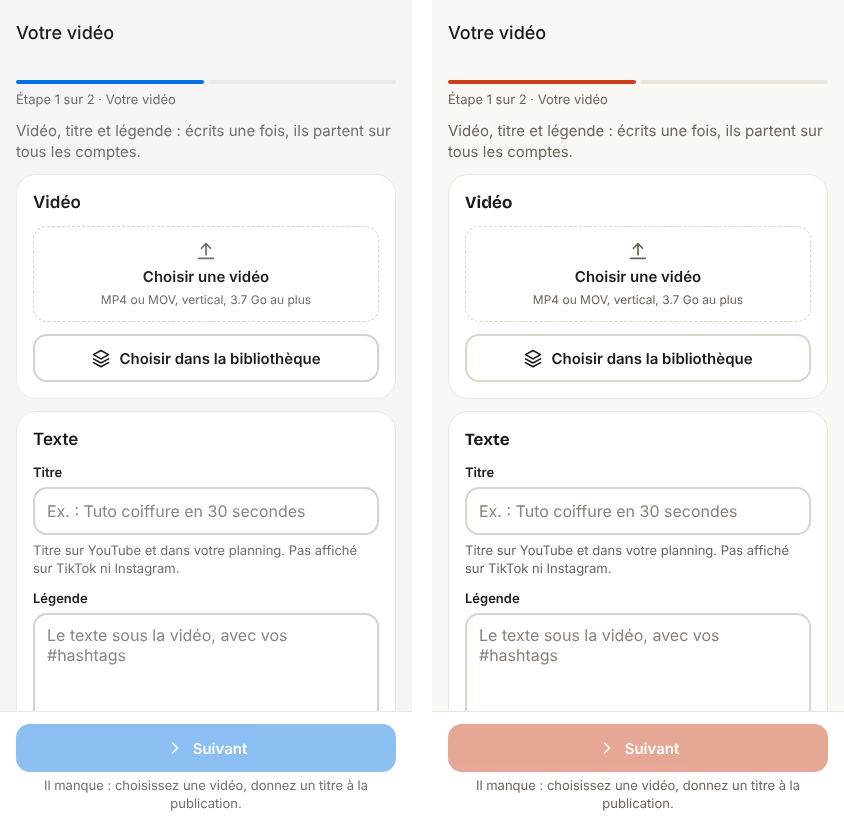 Votre vidéo
Étape 1 sur 2 · Votre vidéo
Vidéo, titre et légende : écrits une fois, ils partent sur
tous les comptes.
Vidéo
Choisir une vidéo
MP4 ou MOV, vertical, 3.7 Go au plus
Choisir dans la bibliothèque
Texte
Titre
Ex. : Tuto coiffure en 30 secondes
Titre sur YouTube et dans votre planning. Pas affiché
sur TikTok ni Instagram.
Légende
Le texte sous la vidéo, avec vos
#hashtags
Suivant
Il manque : choisissez une vidéo, donnez un titre à la
publication.
Votre vidéo
Étape 1 sur 2 · Votre vidéo
Vidéo, titre et légende : écrits une fois, ils partent sur
tous les comptes.
Vidéo
Choisir une vidéo
MP4 ou MOV, vertical, 3.7 Go au plus
Choisir dans la bibliothèque
Texte
Titre
Ex. : Tuto coiffure en 30 secondes
Titre sur YouTube et dans votre planning. Pas affiché
sur TikTok ni Instagram.
Légende
Le texte sous la vidéo, avec vos
#hashtags
Suivant
Il manque : choisissez une vidéo, donnez un titre à la
publication.